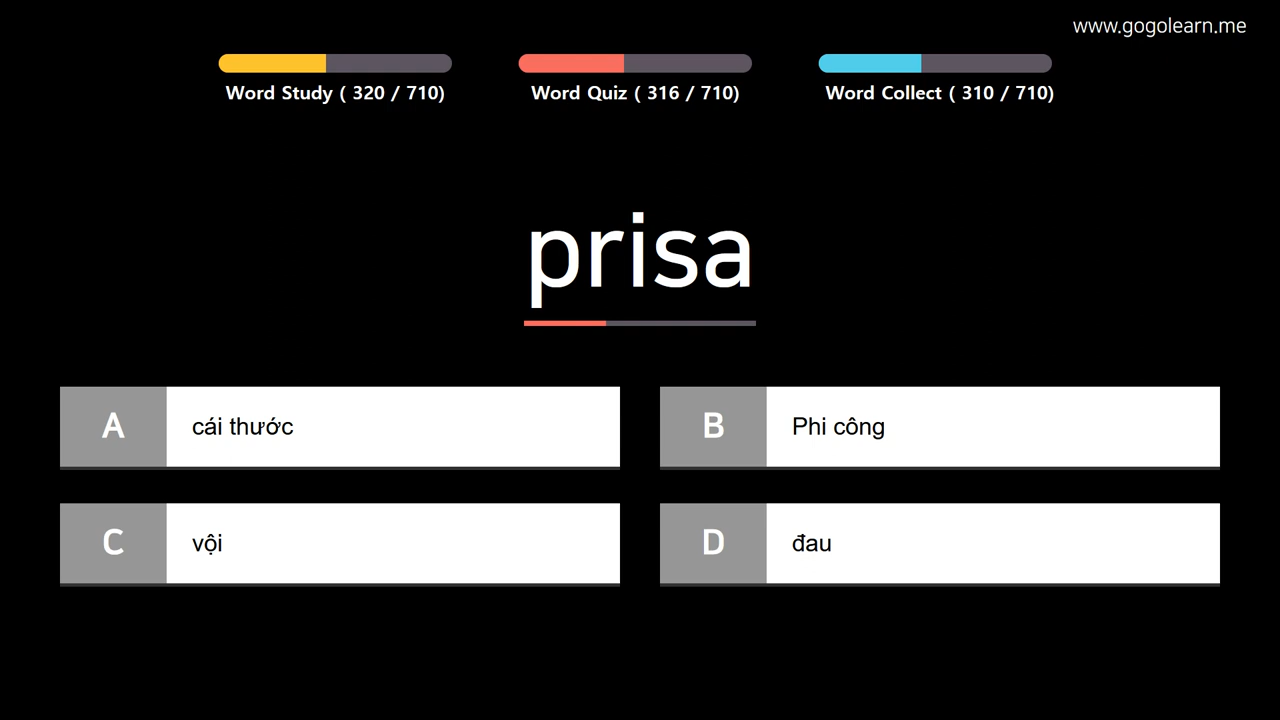 www.gogolearn.me
Word Study ( 320 / 710)
Word Quiz ( 316 / 710)
Word Collect ( 310 / 710)
prisa
A cái thước
B Phi công
C vội
D đau